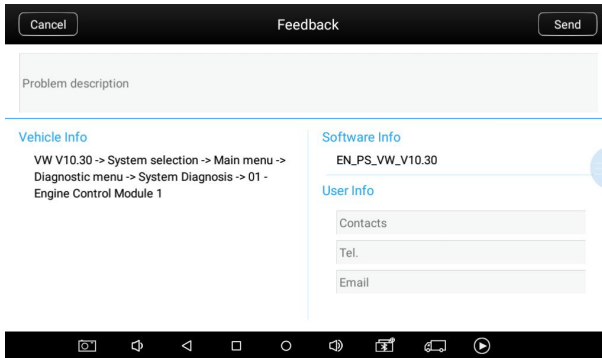 Cancel
Feedback
Send
Problem description
Vehicle Info
VW V10.30 -> System selection -> Main menu ->
Diagnostic menu -> System Diagnosis -> 01 -
Engine Control Module 1
Software Info
EN_PS_VW_V10.30
User Info
Contacts
Tel.
Email